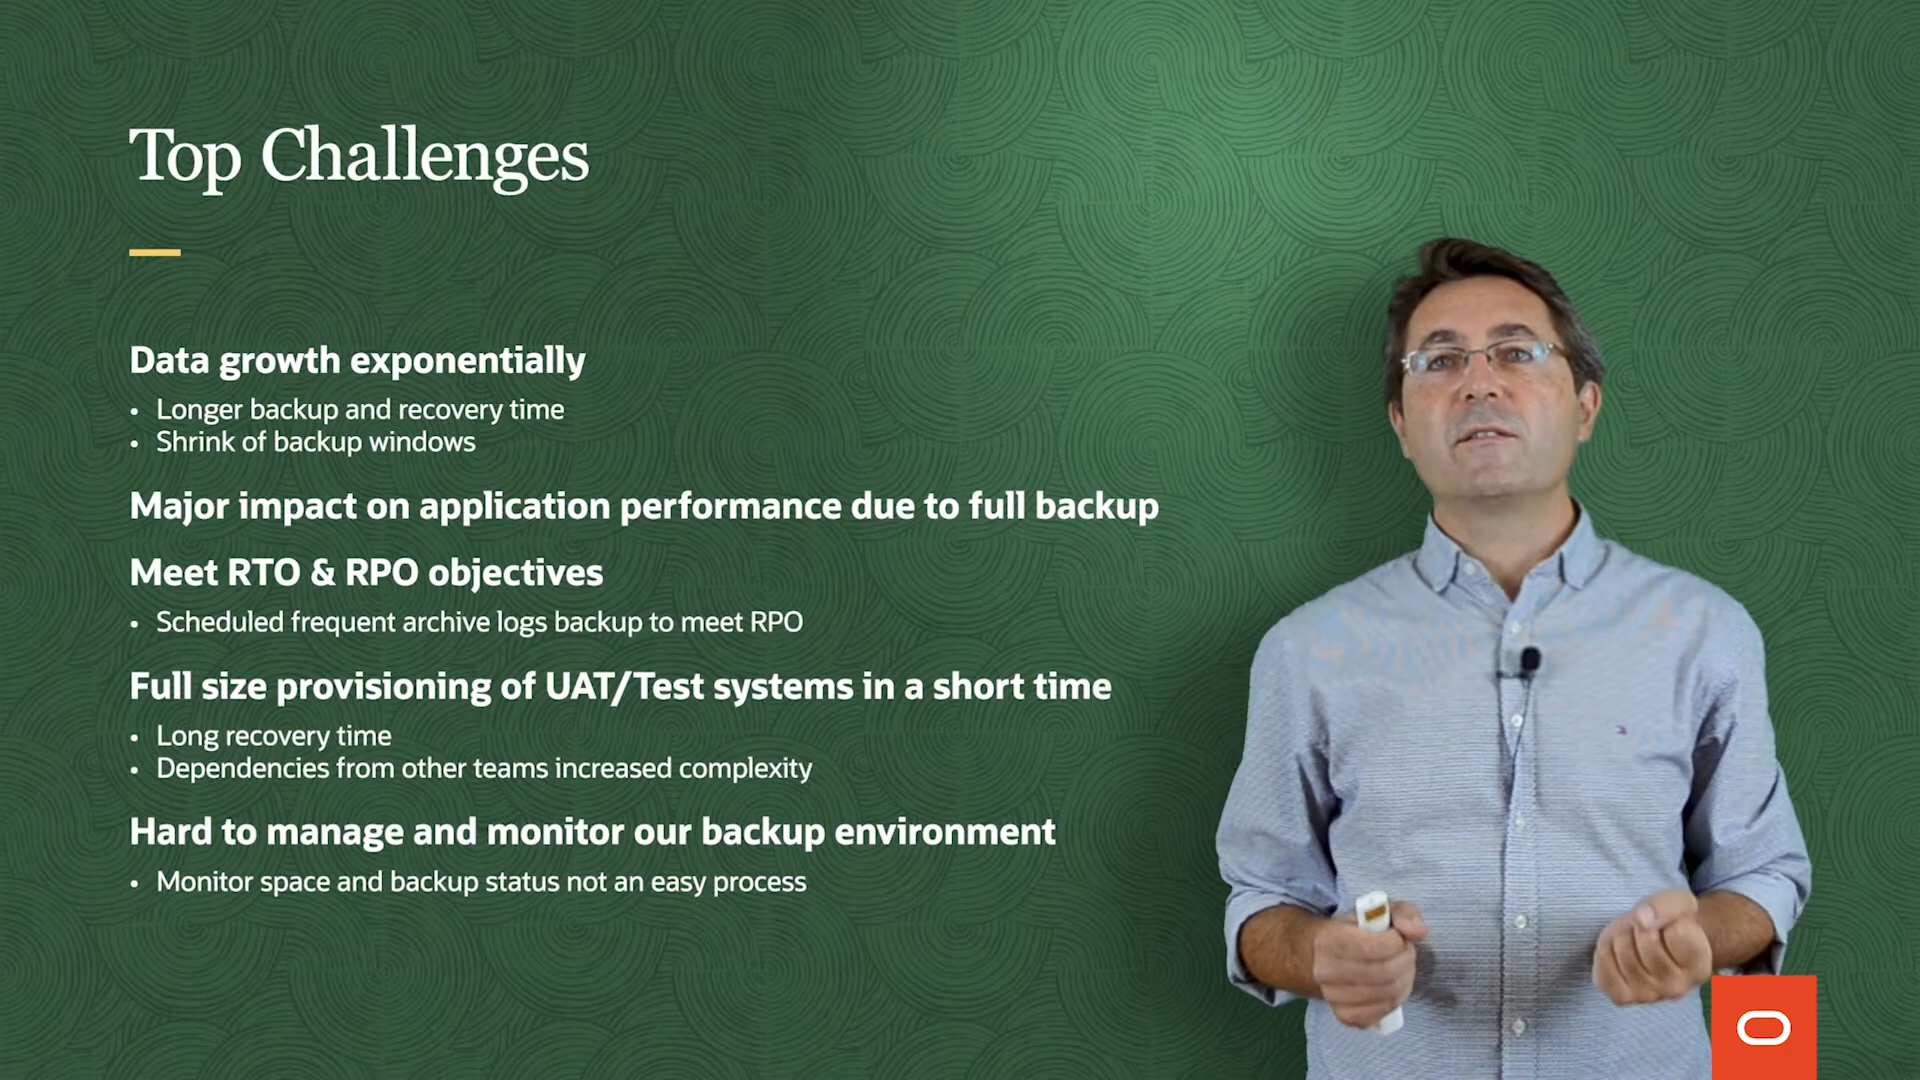 Top Challenges
Data growth exponentially
• Longer backup and recovery time
• Shrink of backup windows
Major impact on application performance due to full backup
Meet RTO & RPO objectives
• Scheduled frequent archive logs backup to meet RPO
Full size provisioning of UAT/Test systems in a short time
• Long recovery time
• Dependencies from other teams increased complexity
Hard to manage and monitor our backup environment
• Monitor space and backup status not an easy process